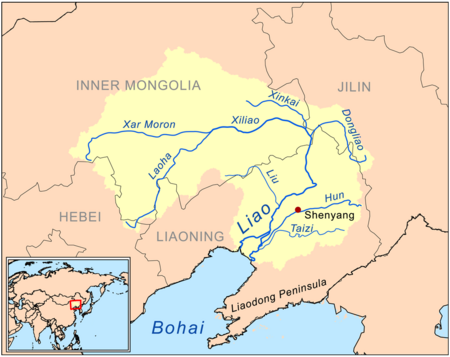 INNER MONGOLIA
JILIN
Xinkai
Xar Moron
Xiliao
Dongliao
Laoha
Liu
Hun
HEBEI
Liao
Shenyang
LIAONING
Taizi
Liaodong Peninsula
Bohai